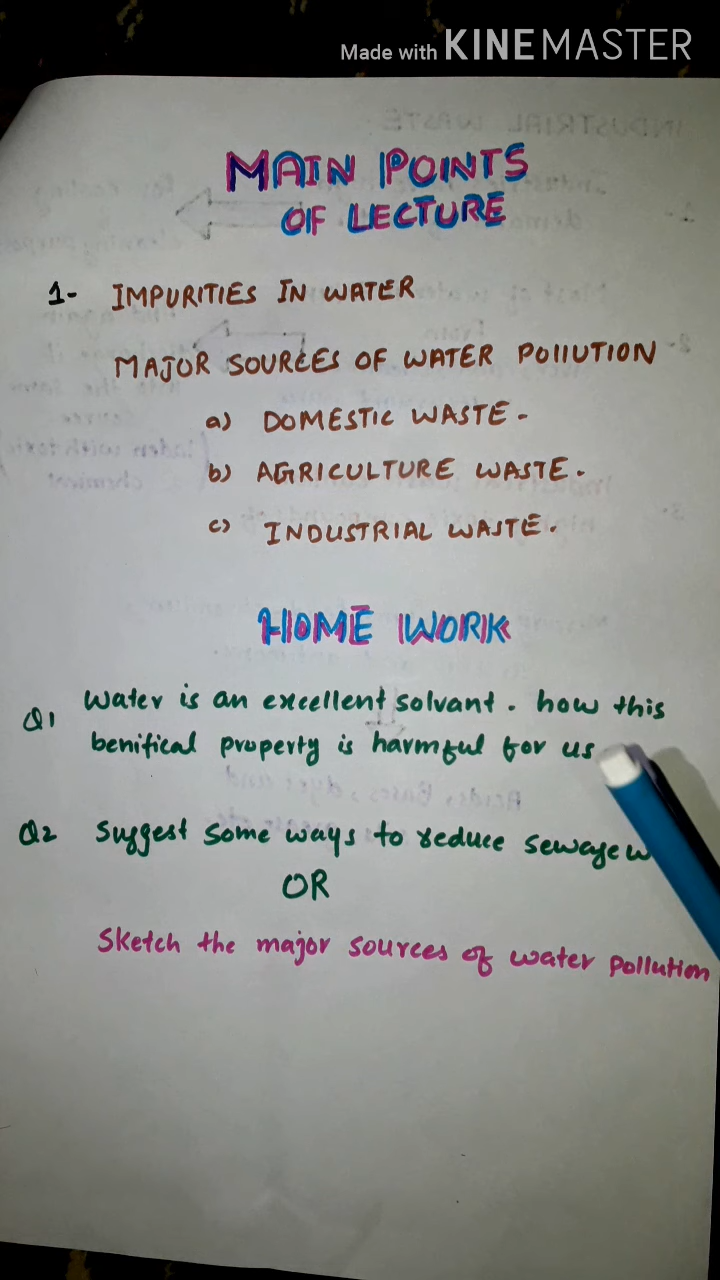 Made with KINEMASTER
MAIN POINTS
OF LECTURE
1- IMPURITIES IN WATER
MAJOR SOURCES OF WATER POllUTION
a) DOMESTIC WASTE.
b) AGRICULTURE WASTE.
c) INDUSTRIAL WASTE.
HOME WORK
Q1 Water is an excellent solvant. how this
benifical property is harmful for us
Q2 Suggest some ways to reduce sewage
OR
Sketch the major sources of water pollution